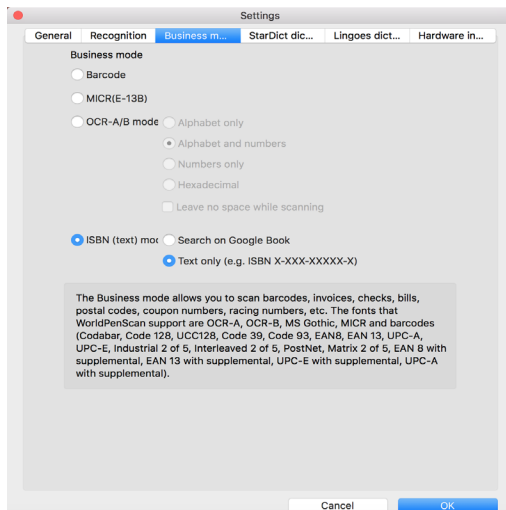 Settings
General Recognition Business m... StarDict dic... Lingoes dict... Hardware in...
Business mode
Barcode
MICR(E-13B)
OCR-A/B mode Alphabet only
Alphabet and numbers
Numbers only
Hexadecimal
Leave no space while scanning
ISBN (text) mo Search on Google Book
Text only (e.g. ISBN X-XXX-XXXXX-X)
The Business mode allows you to scan barcodes, invoices, checks, bills,
postal codes, coupon numbers, racing numbers, etc. The fonts that
WorldPenScan support are OCR-A, OCR-B, MS Gothic, MICR and barcodes
(Codabar, Code 128, UCC128, Code 39, Code 93, EAN8, EAN 13, UPC-A,
UPC-E, Industrial 2 of 5, Interleaved 2 of 5, PostNet, Matrix 2 of 5, EAN 8 with
supplemental, EAN 13 with supplemental, UPC-E with supplemental, UPC-A
with supplemental).
Cancel OK